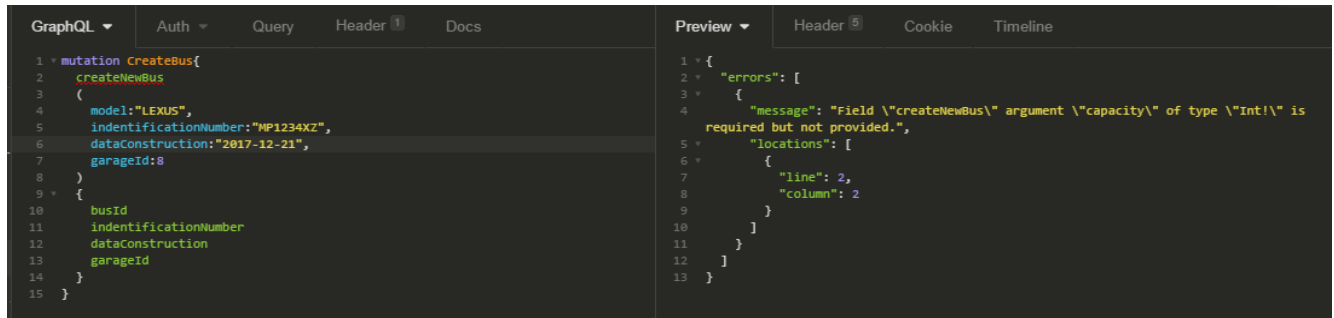 GraphQL Auth Query Header 1 Docs
1 mutation CreateBus{
2 createNewBus
3 (
4 model:"LEXUS",
5 indentificationNumber:"MP1234XZ",
6 dataConstruction:"2017-12-21",
7 garageId:8
8 )
9 {
10 busId
11 indentificationNumber
12 dataConstruction
13 garageId
14 }
15 }
Preview Header 5 Cookie Timeline
1 {
2 "errors": [
3 {
4 "message": "Field \"createNewBus\" argument \"capacity\" of type \"Int!\" is
required but not provided.",
5 "locations": [
6 {
7 "line": 2,
8 "column": 2
9 }
10 ]
11 }
12 ]
13 }